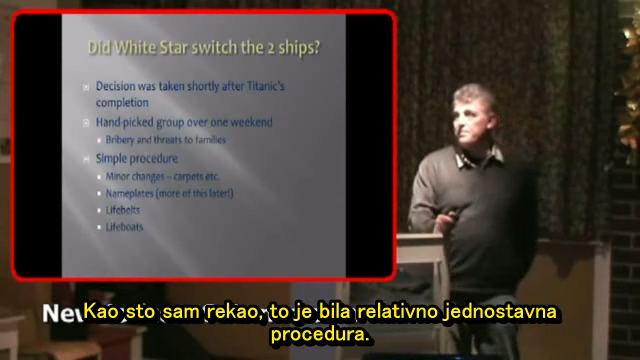 Did White Star switch the 2 ships?
Decision was taken shortly after Titanic's
completion
Hand-picked group over one weekend
Bribery and threats to families
Simple procedure
Minor changes – carpets etc.
Nameplates (more of this later!)
Lifebelts
Lifeboats
Kao sto sam rekao, to je bila relativno jednostavna
procedura.